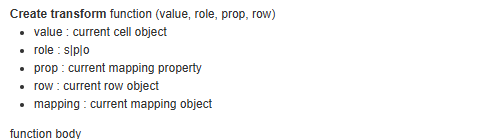 Create transform function (value, role, prop, row)
• value : current cell object
• role : s|p|o
• prop : current mapping property
• row : current row object
• mapping : current mapping object
function body